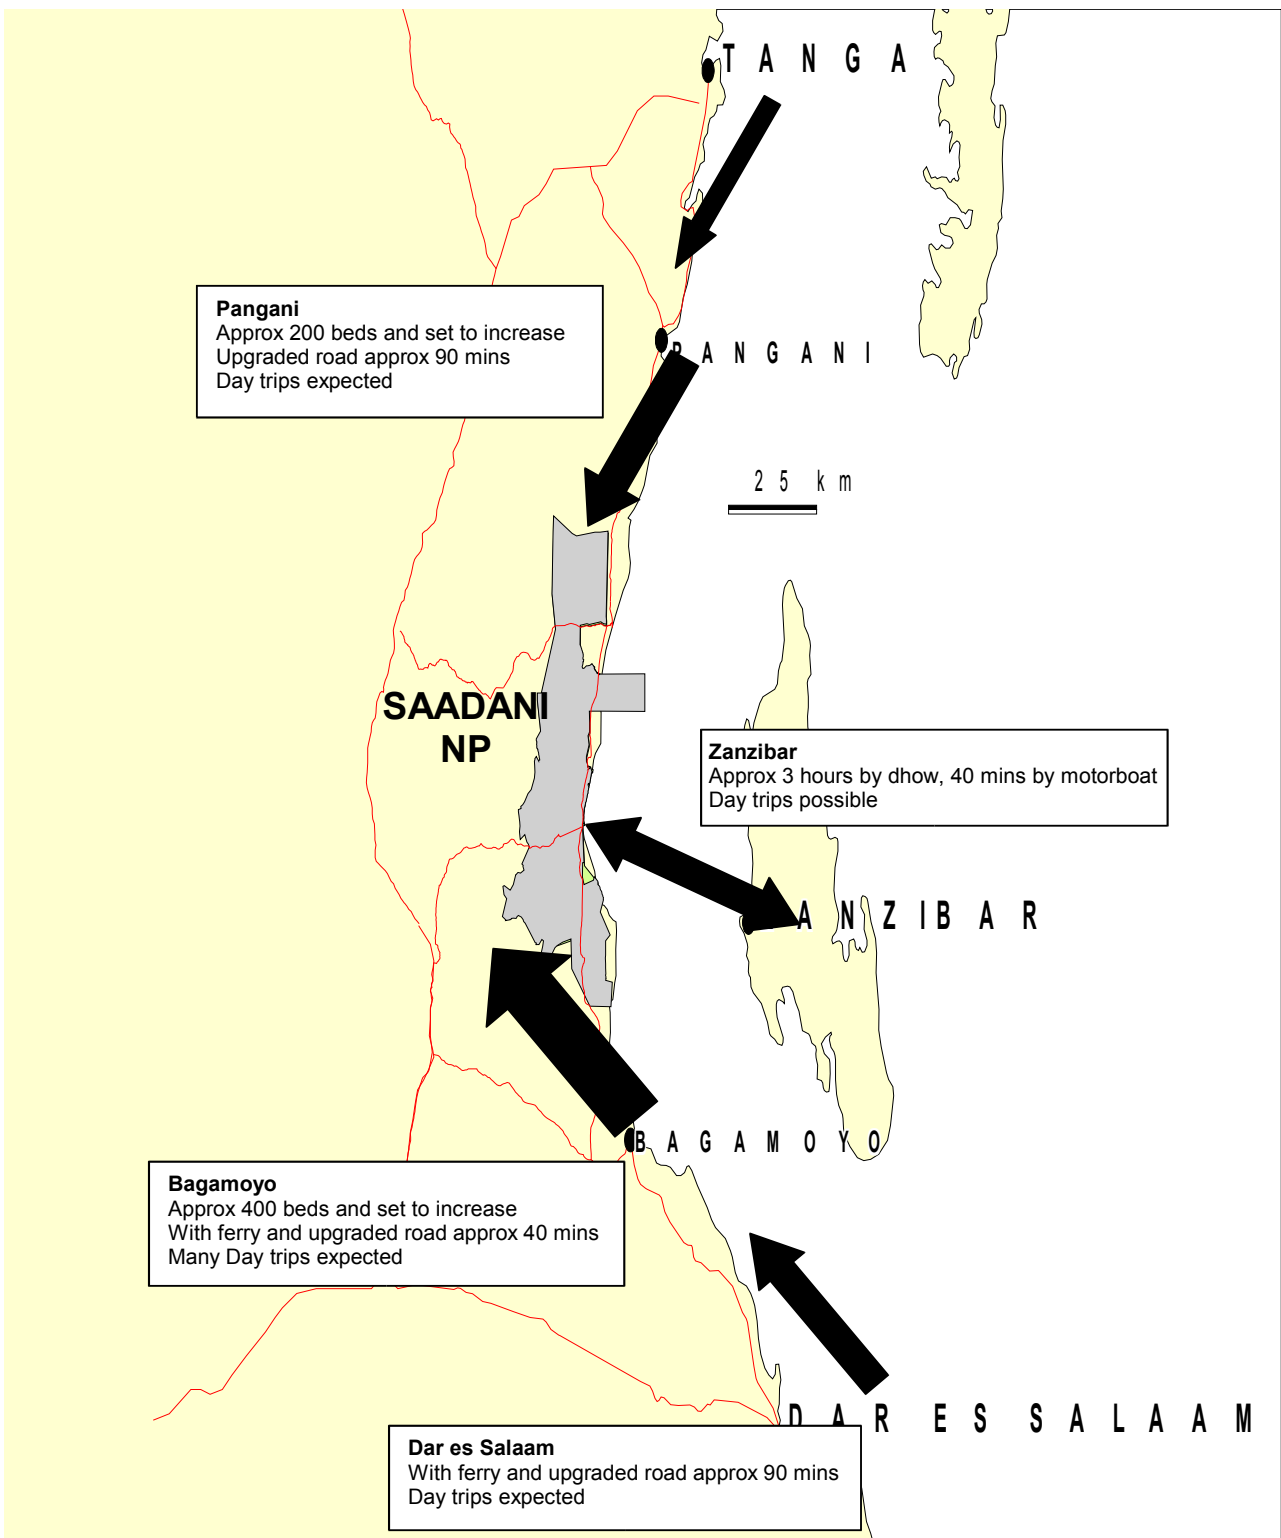 TANGA
Pangani
Approx 200 beds and set to increase
Upgraded road approx 90 mins
Day trips expected
PANGANI
25 km
SAADANI
NP
Zanzibar
Approx 3 hours by dhow, 40 mins by motorboat
Day trips possible
ZANZIBAR
BAGAMOYO
Bagamoyo
Approx 400 beds and set to increase
With ferry and upgraded road approx 40 mins
Many Day trips expected
DAR ES SALAAM
Dar es Salaam
With ferry and upgraded road approx 90 mins
Day trips expected